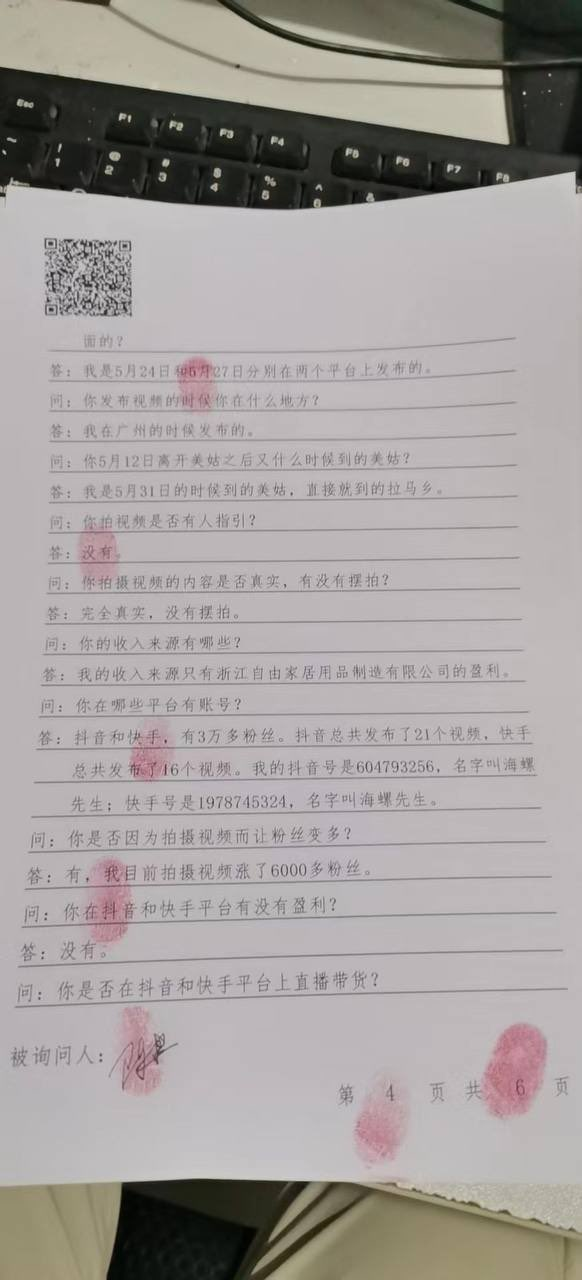 Esc F1 F2 F3 F4 F5 F6 F7 F8
~ ! 1 @ 2 # 3 $ 4 % 5 ^ 6 &
面的？
答：我是5月24日和5月27日分别在两个平台上发布的。
问：你发布视频的时候你在什么地方？
答：我在广州的时候发布的。
问：你5月12日离开美姑之后又什么时候到的美姑？
答：我是5月31日的时候到的美姑，直接就到的拉马乡。
问：你拍视频是否有人指引？
答：没有。
问：你拍摄视频的内容是否真实，有没有摆拍？
答：完全真实，没有摆拍。
问：你的收入来源有哪些？
答：我的收入来源只有浙江自由家居用品制造有限公司的盈利。
问：你在哪些平台有账号？
答：抖音和快手，有3万多粉丝。抖音总共发布了21个视频，快手
总共发布了16个视频。我的抖音号是604793256，名字叫海螺
先生；快手号是1978745324，名字叫海螺先生。
问：你是否因为拍摄视频而让粉丝变多？
答：有，我目前拍摄视频涨了6000多粉丝。
问：你在抖音和快手平台有没有盈利？
答：没有。
问：你是否在抖音和快手平台上直播带货？
被询问人：
第 4 页 共 6 页